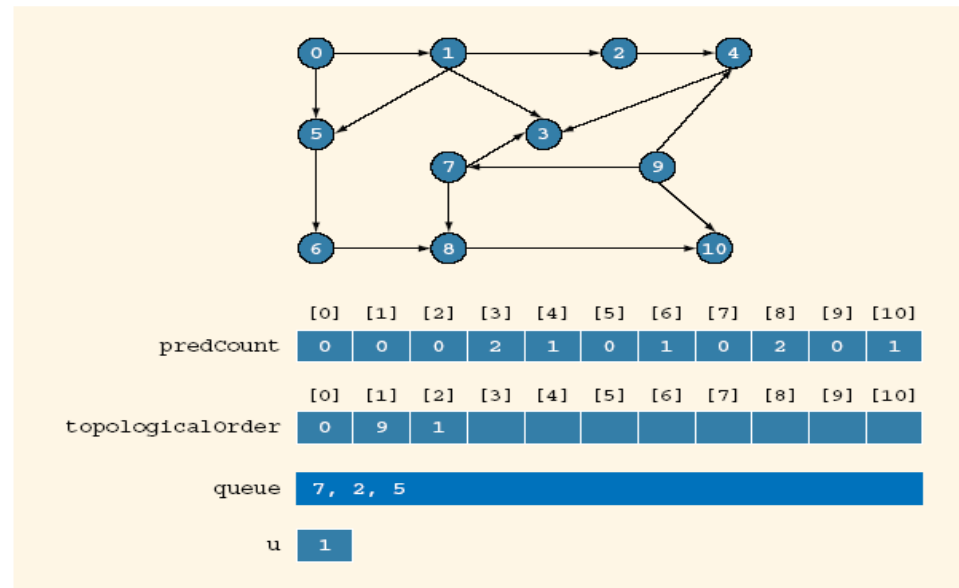 0 1 2 4
5 3
7 9
6 8 10
[0] [1] [2] [3] [4] [5] [6] [7] [8] [9] [10]
predCount 0 0 0 2 1 0 1 0 2 0 1
[0] [1] [2] [3] [4] [5] [6] [7] [8] [9] [10]
topologicalOrder 0 9 1
queue 7, 2, 5
u 1